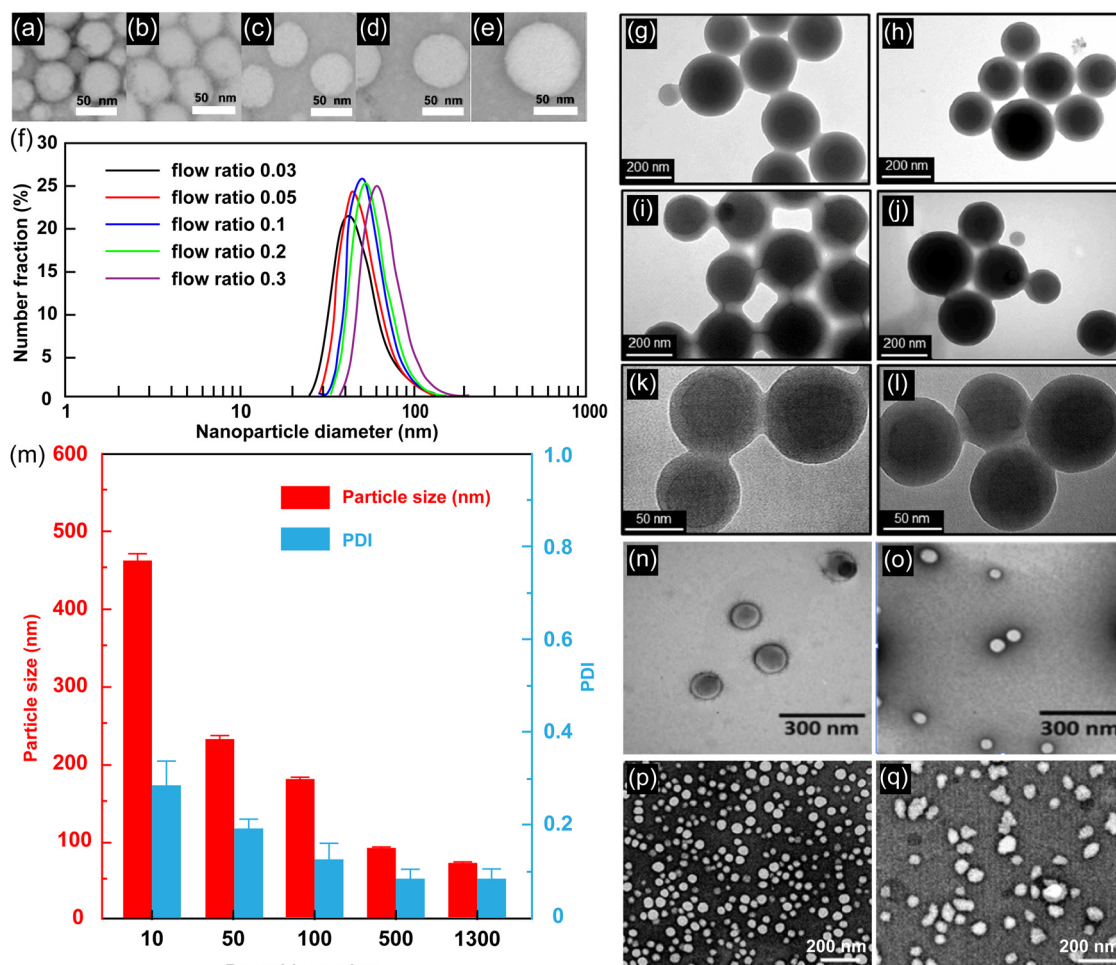 (a)
(b)
(c)
(d)
(e)
50 nm
50 nm
50 nm
50 nm
50 nm
(f)
30
25
20
15
10
5
0
Number fraction (%)
flow ratio 0.03
flow ratio 0.05
flow ratio 0.1
flow ratio 0.2
flow ratio 0.3
1
10
100
1000
Nanoparticle diameter (nm)
(g)
200 nm
(h)
200 nm
(i)
200 nm
(j)
200 nm
(k)
50 nm
(l)
50 nm
(m)
600
500
400
300
200
100
0
Particle size (nm)
Particle size (nm)
PDI
1.0
0.8
0.6
0.4
0.2
0
PDI
10
50
100
500
1300
(n)
300 nm
(o)
300 nm
(p)
200 nm
(q)
200 nm